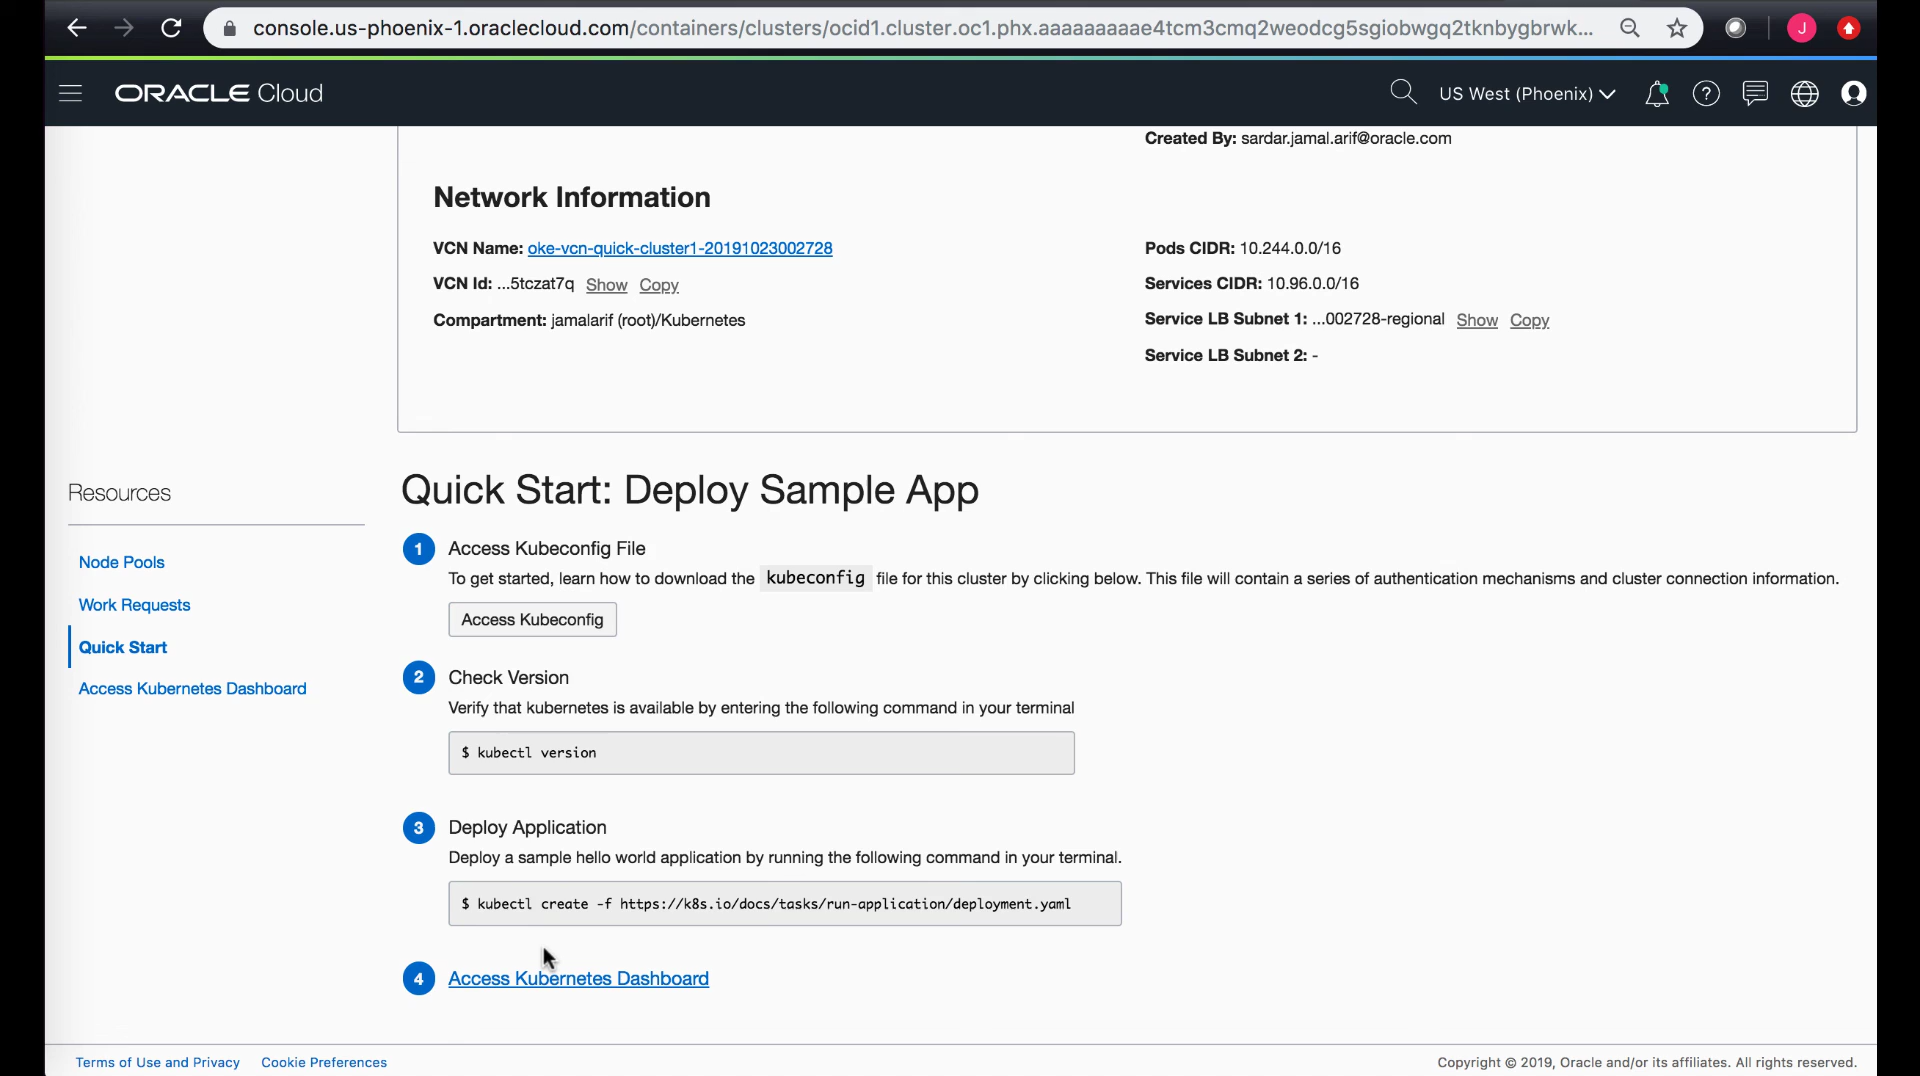 console.us-phoenix-1.oraclecloud.com/containers/clusters/ocid1.cluster.oc1.phx.aaaaaaaaae4tcm3cmq2weodcg5sgiobwgq2tknbygbrwk...
J
ORACLE Cloud
US West (Phoenix)
Created By: sardar.jamal.arif@oracle.com
Network Information
VCN Name: oke-vcn-quick-cluster1-20191023002728
Pods CIDR: 10.244.0.0/16
VCN Id: ...5tczat7q Show Copy
Services CIDR: 10.96.0.0/16
Compartment: jamalarif (root)/Kubernetes
Service LB Subnet 1: ...002728-regional Show Copy
Service LB Subnet 2: -
Resources
Node Pools
Work Requests
Quick Start
Access Kubernetes Dashboard
Quick Start: Deploy Sample App
1 Access Kubeconfig File
To get started, learn how to download the kubeconfig file for this cluster by clicking below. This file will contain a series of authentication mechanisms and cluster connection information.
Access Kubeconfig
2 Check Version
Verify that kubernetes is available by entering the following command in your terminal
$ kubectl version
3 Deploy Application
Deploy a sample hello world application by running the following command in your terminal.
$ kubectl create -f https://k8s.io/docs/tasks/run-application/deployment.yaml
4 Access Kubernetes Dashboard
Terms of Use and Privacy Cookie Preferences
Copyright © 2019, Oracle and/or its affiliates. All rights reserved.